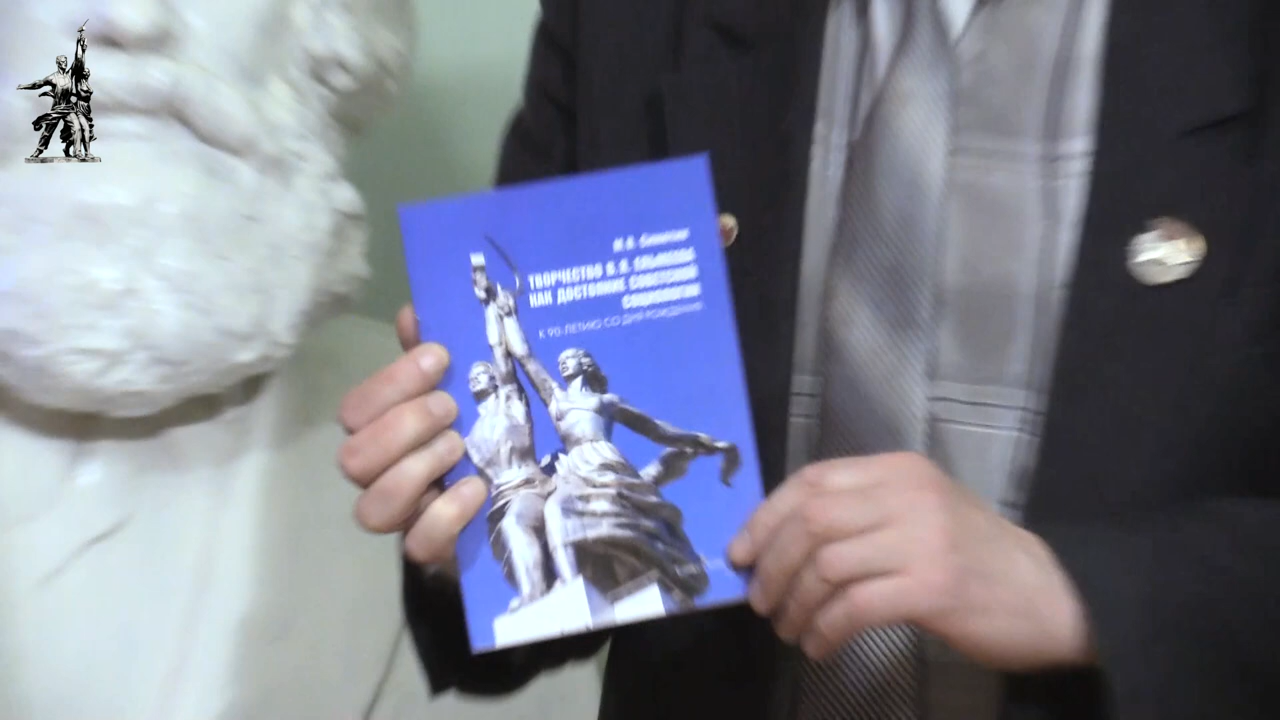 ТВОРЧЕСТВО В. Я. ЕЛЬМЕЕВА
КАК ДОСТОЯНИЕ СОВЕТСКОЙ
СОЦИОЛОГИИ
К 90-ЛЕТИЮ СО ДНЯ РОЖДЕНИЯ